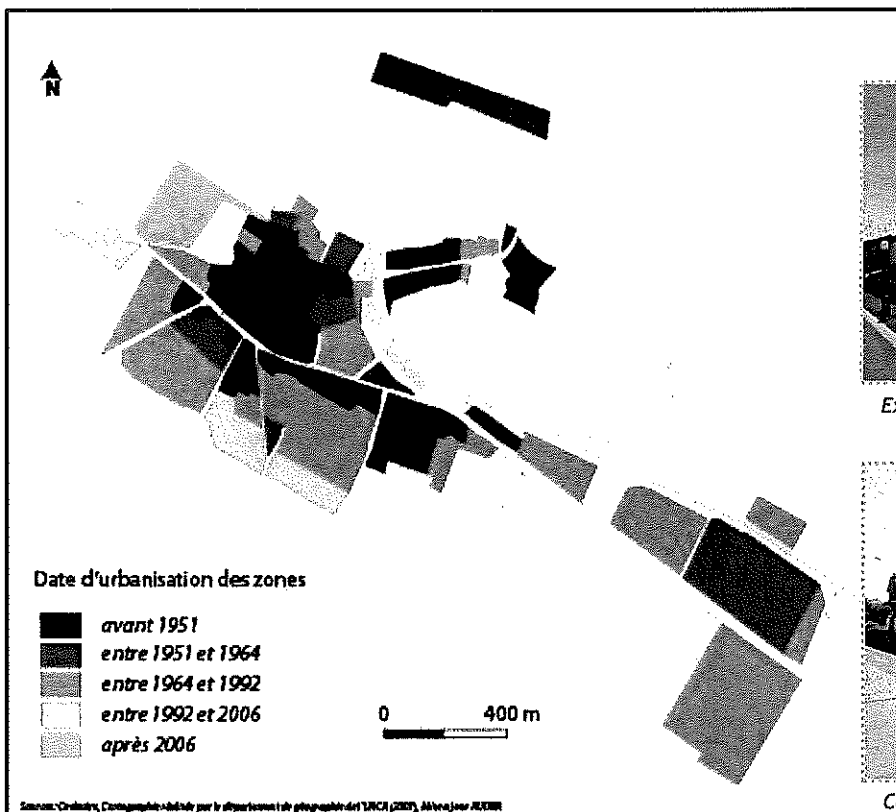 N
Ex
Date d'urbanisation des zones
avant 1951
entre 1951 et 1964
entre 1964 et 1992
entre 1992 et 2006
après 2006
0 400 m
C